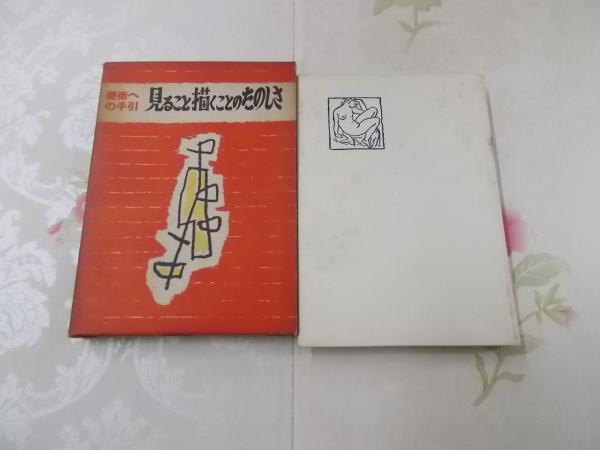 美術へ
の手引
見ること描くことのたのしさ